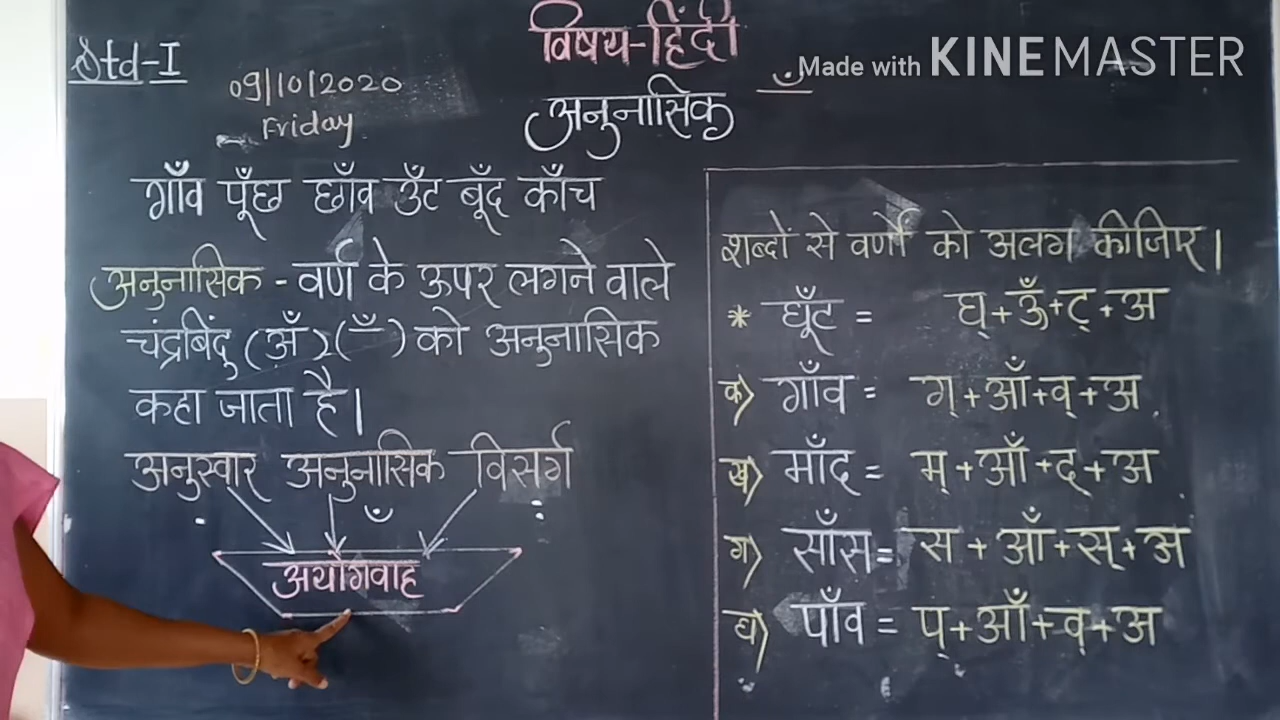 विषय-हिंदी
Std-I
Made with KINEMASTER
09/10/2020
Friday
अनुनासिक ँ
गाँव पूँछ छाँव उँट बूँद काँच
अनुनासिक - वर्ण के ऊपर लगने वाले
चंद्रबिंदु (अँ) (ँ) को अनुनासिक
कहा जाता है।
अनुस्वार अनुनासिक विसर्ग
. ँ :
अयोगवाह
शब्दों से वर्णों को अलग कीजिए।
* घूँट = घ्+ऊँ+ट्+अ
क) गाँव = ग्+आँ+व्+अ
ख) माँद = म्+आँ+द्+अ
ग) साँस = स+आँ+स्+अ
घ) पाँव = प्+आँ+व्+अ